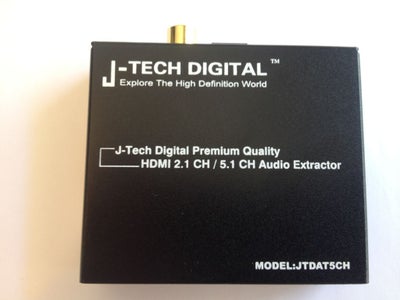 J-TECH DIGITAL™
Explore The High Definition World
J-Tech Digital Premium Quality
HDMI 2.1 CH / 5.1 CH Audio Extractor
MODEL:JTDAT5CH